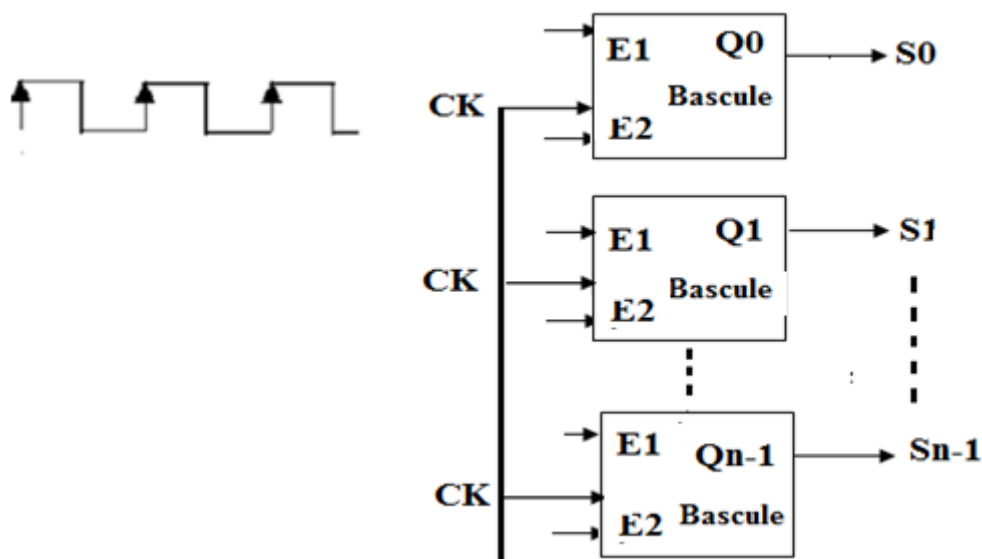 E1 Q0 S0
CK Bascule
E2
E1 Q1 S1
CK Bascule
E2
E1 Qn-1 Sn-1
CK
E2 Bascule